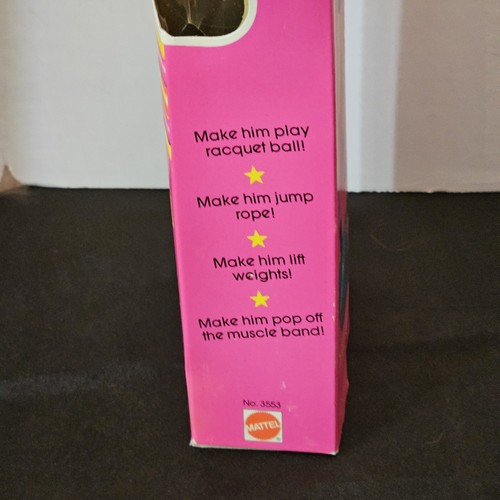 Make him play
racquet ball!
Make him jump
rope!
Make him lift
weights!
Make him pop off
the muscle band!
No. 3553
MATTEL